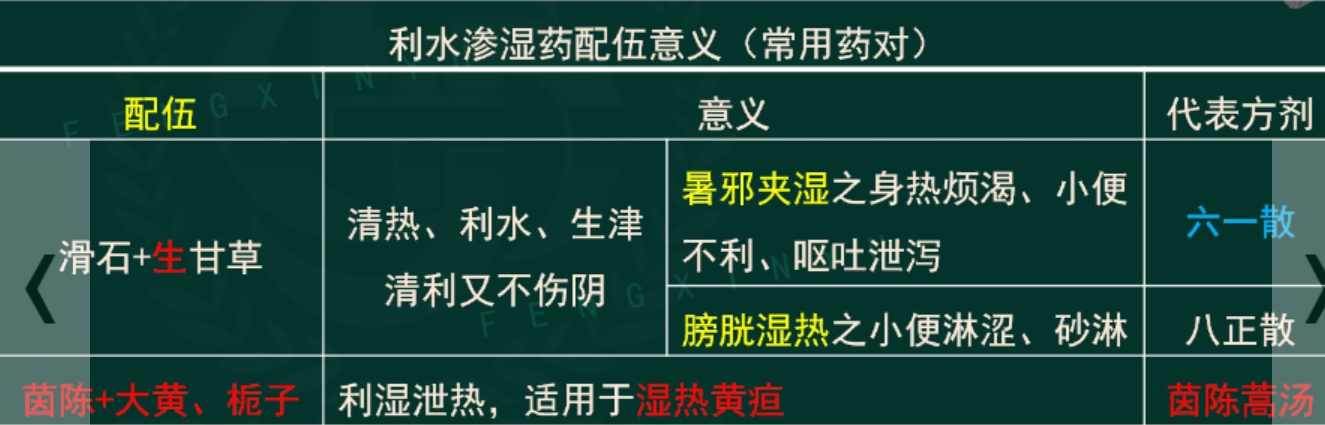 利水渗湿药配伍意义（常用药对）
配伍 意义 代表方剂
滑石+生甘草
清热、利水、生津
清利又不伤阴
暑邪夹湿之身热烦渴、小便
不利、呕吐泄泻
六一散
膀胱湿热之小便淋涩、砂淋
八正散
茵陈+大黄、栀子 利湿泄热，适用于湿热黄疸 茵陈蒿汤